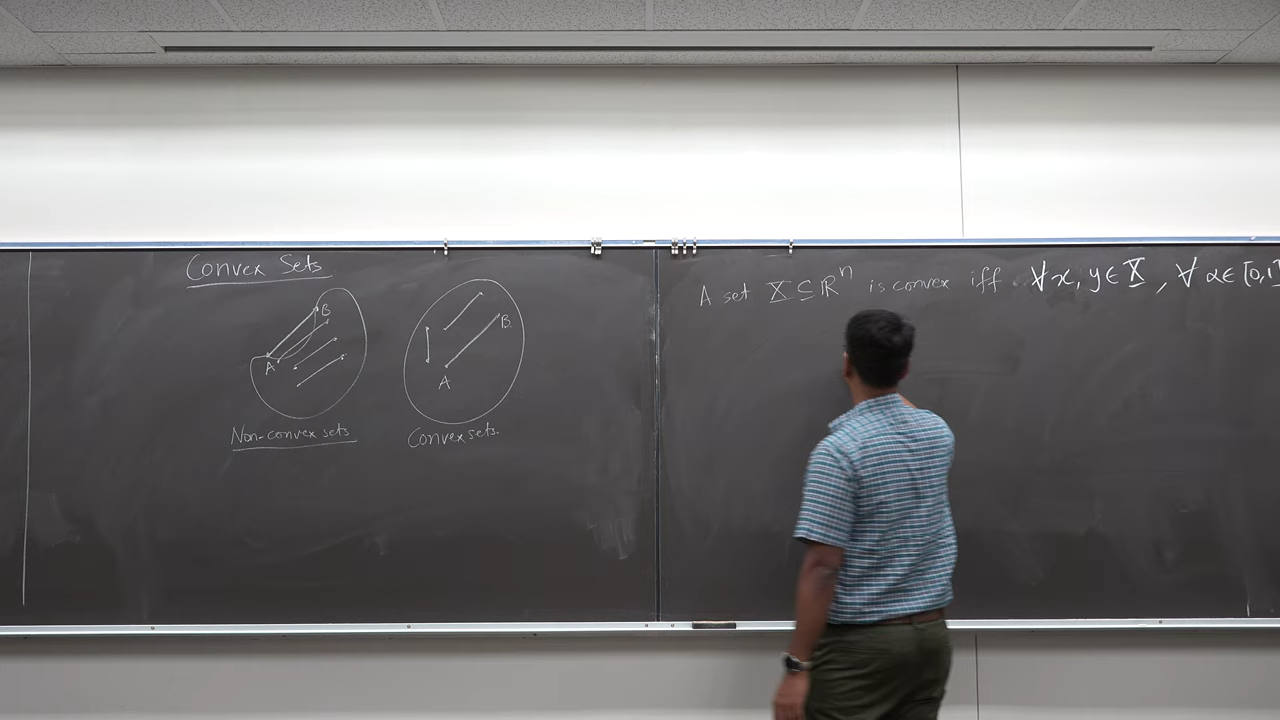 Convex Sets
B
A
B.
A
Non-convex sets
Convex sets.
A set X ⊆ ℝⁿ is convex iff ∀x, y ∈ X, ∀ α ∈ [0,1]